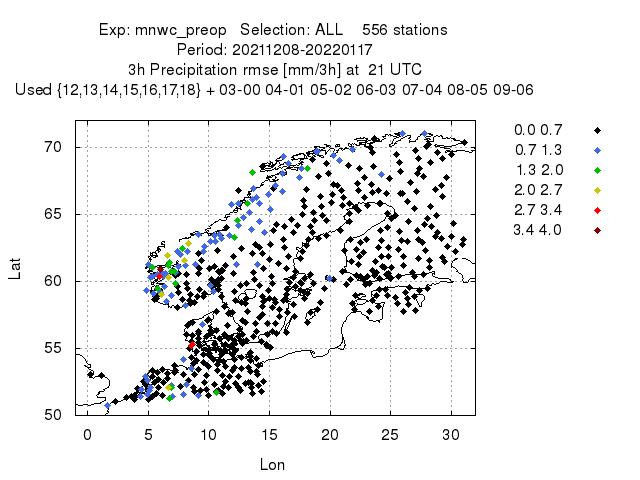 Exp: mnwc_preop Selection: ALL 556 stations
Period: 20211208-20220117
3h Precipitation rmse [mm/3h] at 21 UTC
Used {12,13,14,15,16,17,18} + 03-00 04-01 05-02 06-03 07-04 08-05 09-06
0.0 0.7
0.7 1.3
1.3 2.0
2.0 2.7
2.7 3.4
3.4 4.0
70
65
60
55
50
Lat
0 5 10 15 20 25 30
Lon